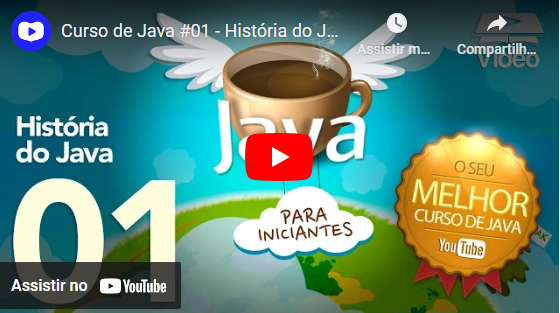 Curso de Java #01 - História do J...
Assistir m...
Compartilh...
Vídeo
História
do Java
01
Java
PARA
INICIANTES
O SEU
MELHOR
CURSO DE JAVA
YouTube
Assistir no YouTube